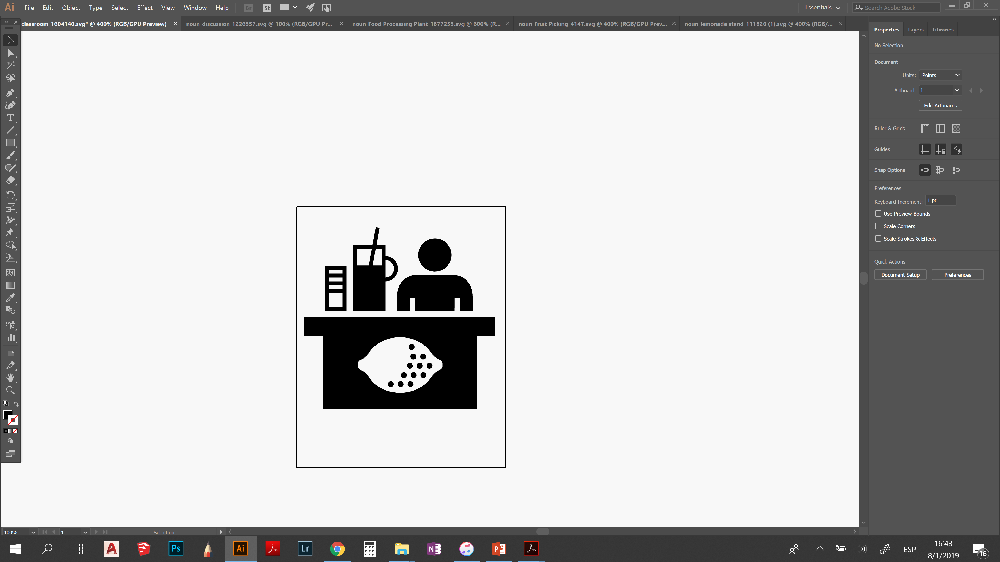 Ai File Edit Object Type Select Effect View Window Help Br St Essentials Search Adobe Stock
classroom_1604140.svg* @ 400% (RGB/GPU Preview) noun_discussion_1226557.svg @ 100% (RGB/GPU Pr... noun_Food Processing Plant_1877253.svg @ 600% (R... noun_Fruit Picking_4147.svg @ 400% (RGB/GPU Prev... noun_lemonade stand_111826 (1).svg @ 400% (RGB/...
Properties Layers Libraries
No Selection
Document
Units: Points
Artboard: 1
Edit Artboards
Ruler & Grids
Guides
Snap Options
Preferences
Keyboard Increment: 1 pt
Use Preview Bounds
Scale Corners
Scale Strokes & Effects
Quick Actions
Document Setup Preferences
400% 1 Selection
Ps Ai Lr N P ESP 16:43
8/1/2019 16